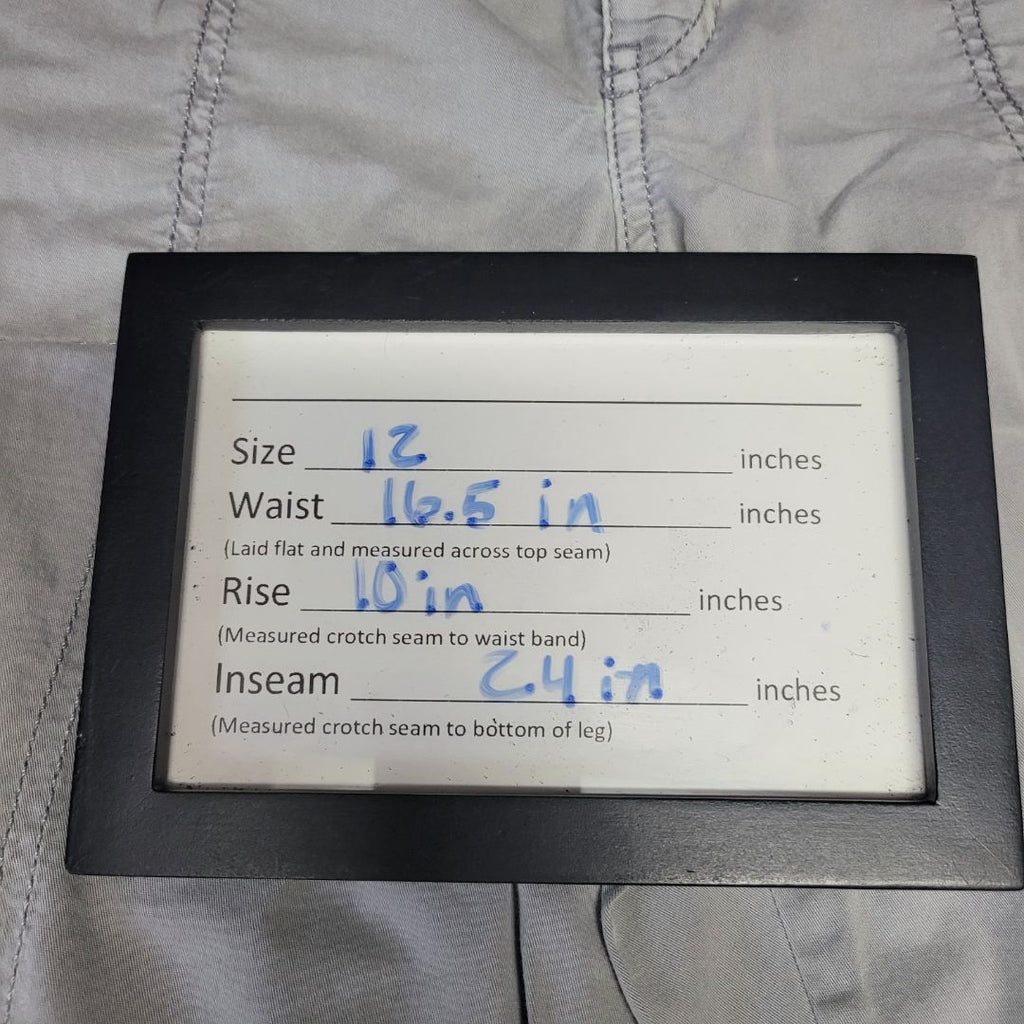 Size 12 inches
Waist 16.5 in inches
(Laid flat and measured across top seam)
Rise 10 in inches
(Measured crotch seam to waist band)
Inseam 24 in inches
(Measured crotch seam to bottom of leg)